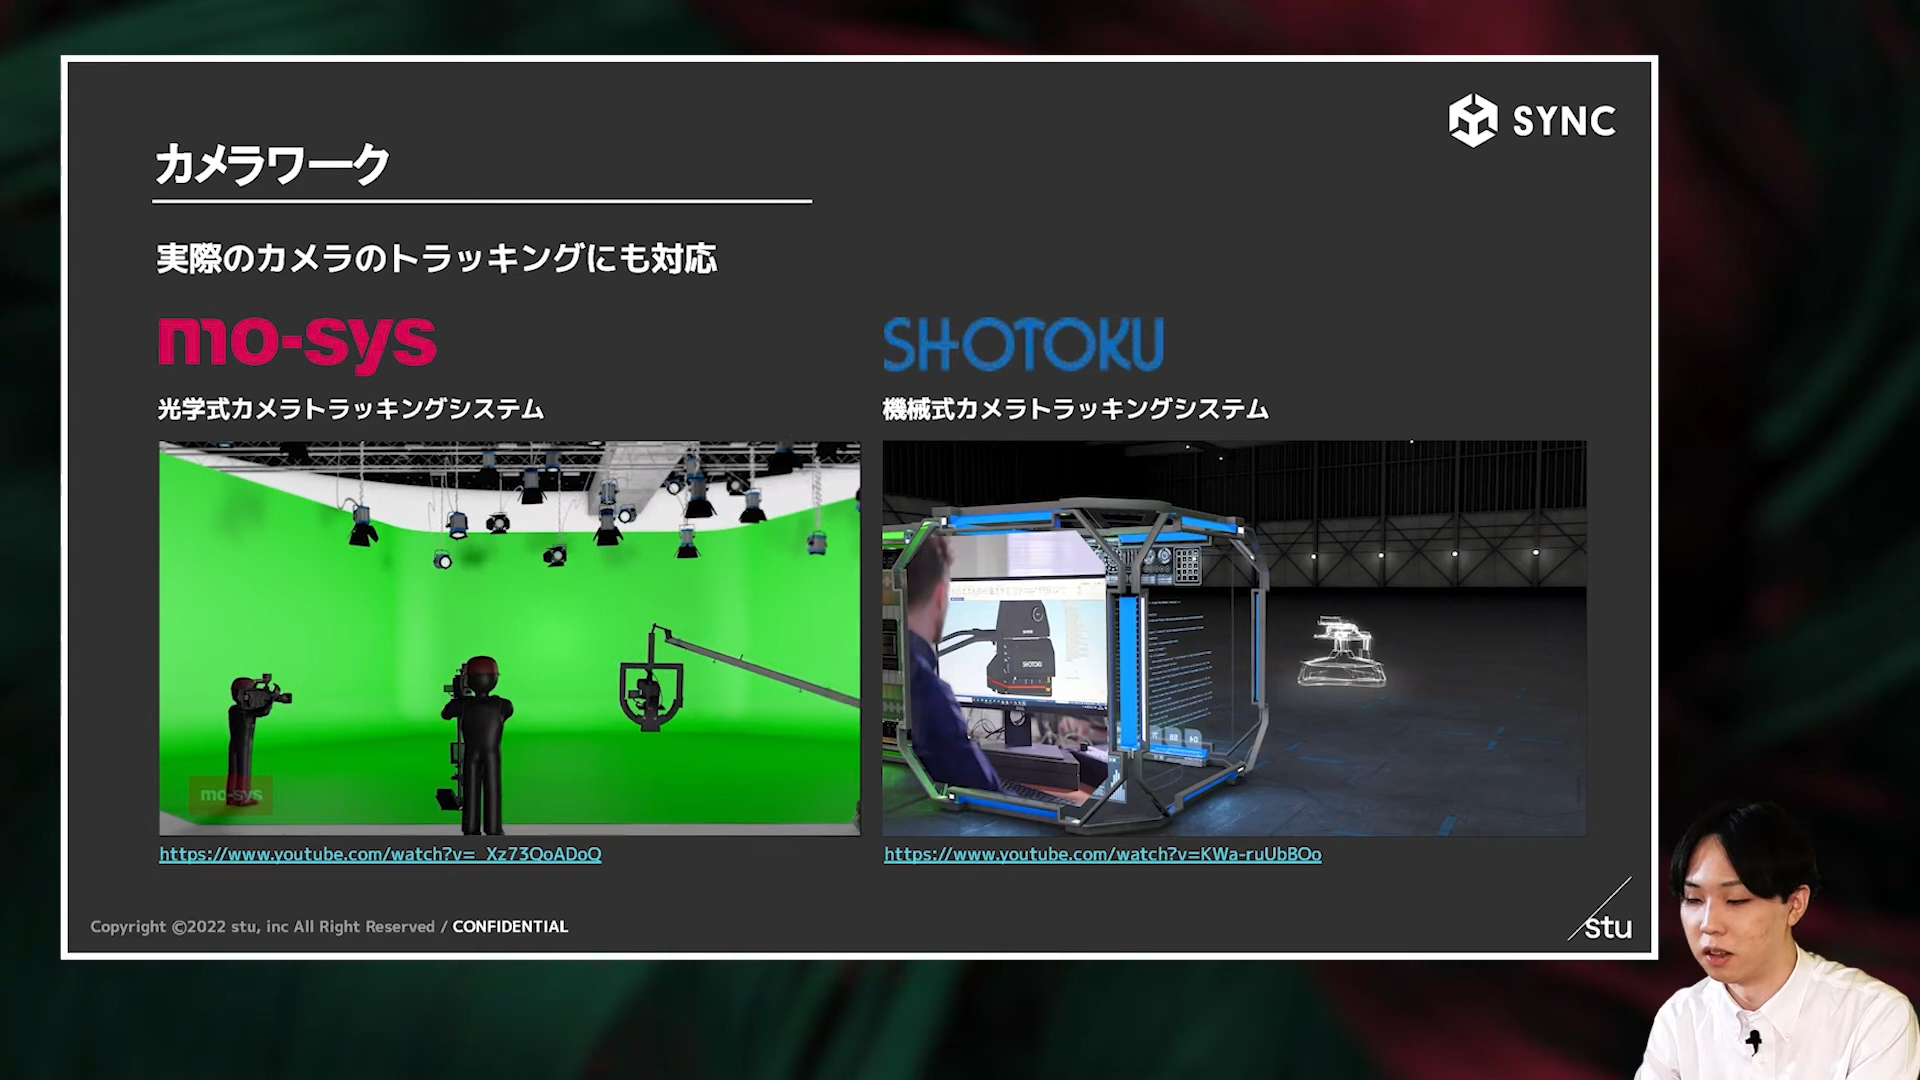 SYNC
カメラワーク
実際のカメラのトラッキングにも対応
mo-sys
光学式カメラトラッキングシステム
mo-sys
https://www.youtube.com/watch?v=_Xz73QoADoQ
SHOTOKU
機械式カメラトラッキングシステム
SHOTOKU
https://www.youtube.com/watch?v=KWa-ruUbBOo
Copyright ©2022 stu, inc All Right Reserved / CONFIDENTIAL
stu